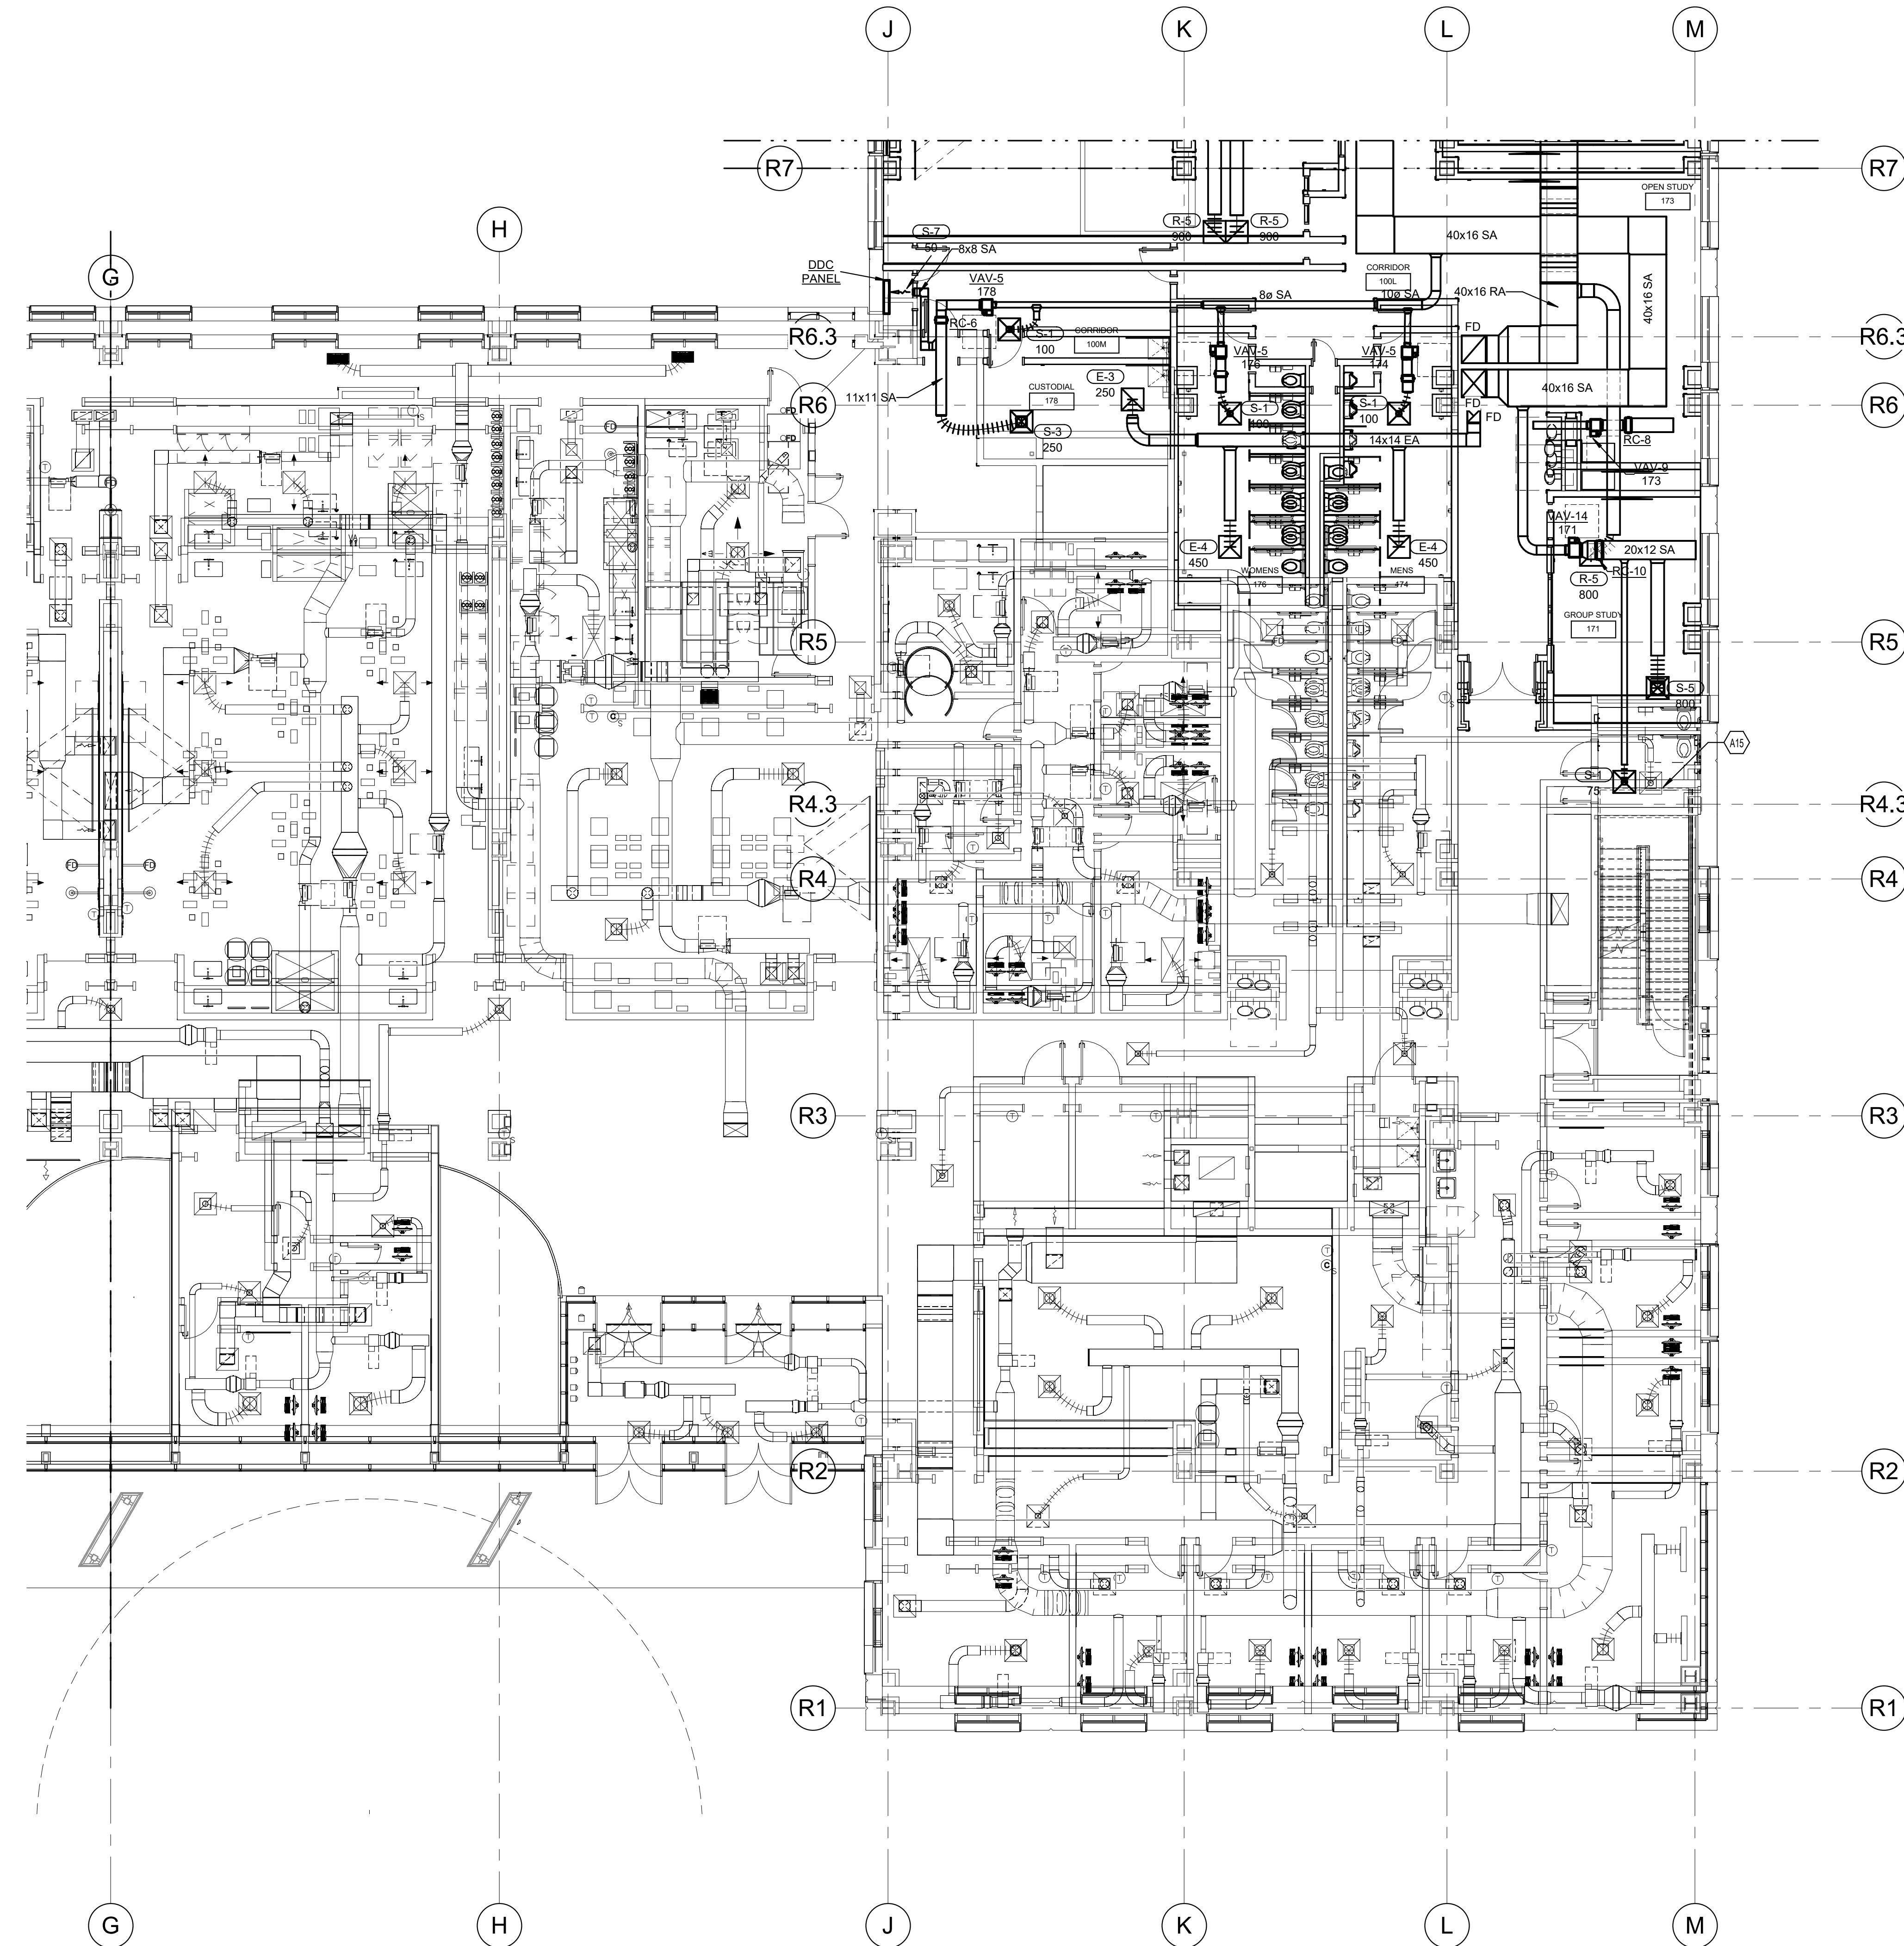 J
K
L
M
R7
R7
OPEN STUDY
173
H
S-7
50
8x8 SA
R-5
900
R-5
900
40x16 SA
G
DDC
PANEL
VAV-5
178
CORRIDOR
100L
8ø SA
10ø SA
40x16 RA
40x16 SA
R6.3
RC-6
S-1
100
CORRIDOR
100M
VAV-5
176
VAV-5
174
FD
R6.3
E-3
250
CUSTODIAL
178
40x16 SA
11x11 SA
R6
FD
S-1
S-1
100
FD
R6
S-3
250
14x14 EA
RC-8
VAV-9
173
VAV-14
171
E-4
450
E-4
450
20x12 SA
RC-10
R-5
800
WOMENS
176
MENS
174
GROUP STUDY
171
R5
R5
S-5
800
A15
S-1
75
R4.3
R4.3
R4
R4
R3
R3
R2
R2
R1
R1
G
H
J
K
L
M